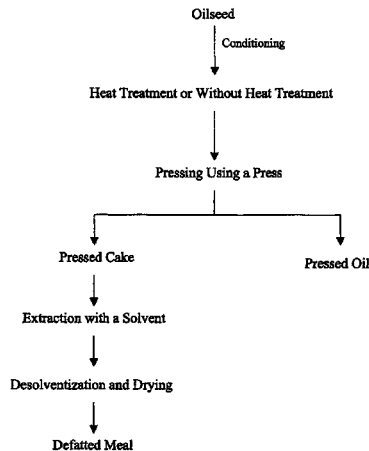 Oilseed
Conditioning
Heat Treatment or Without Heat Treatment
Pressing Using a Press
Pressed Cake
Pressed Oil
Extraction with a Solvent
Desolventization and Drying
Defatted Meal